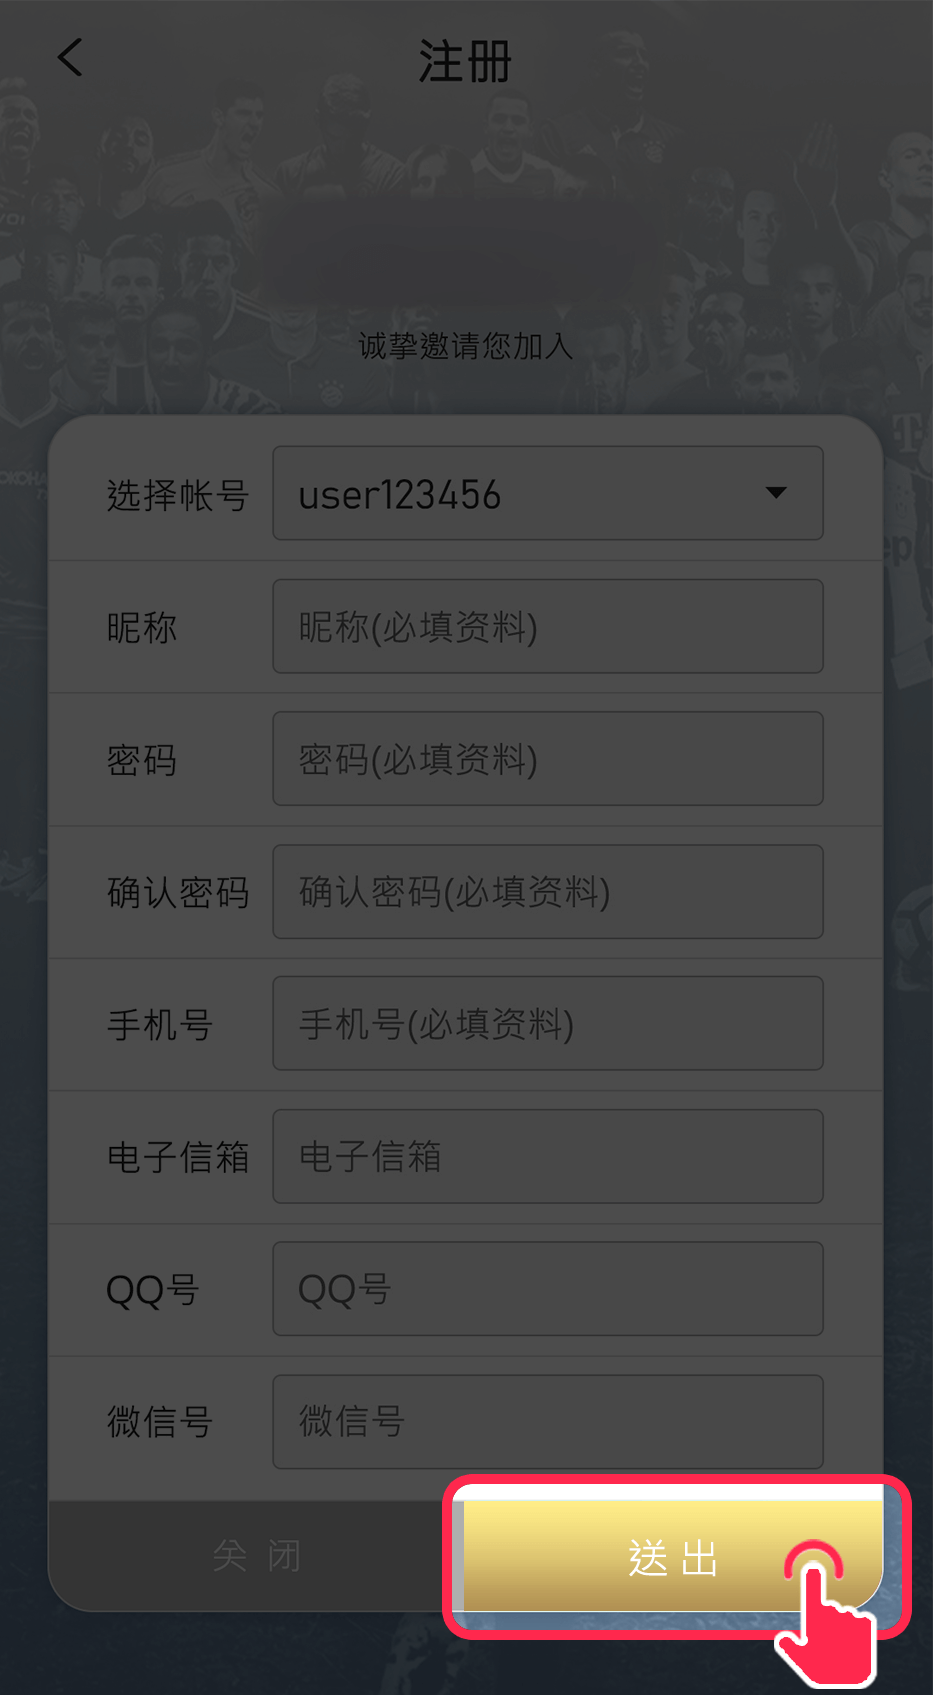 注册
诚挚邀请您加入
选择帐号 user123456
昵称 昵称(必填资料)
密码 密码(必填资料)
确认密码 确认密码(必填资料)
手机号 手机号(必填资料)
电子信箱 电子信箱
QQ号 QQ号
微信号 微信号
关闭 送出